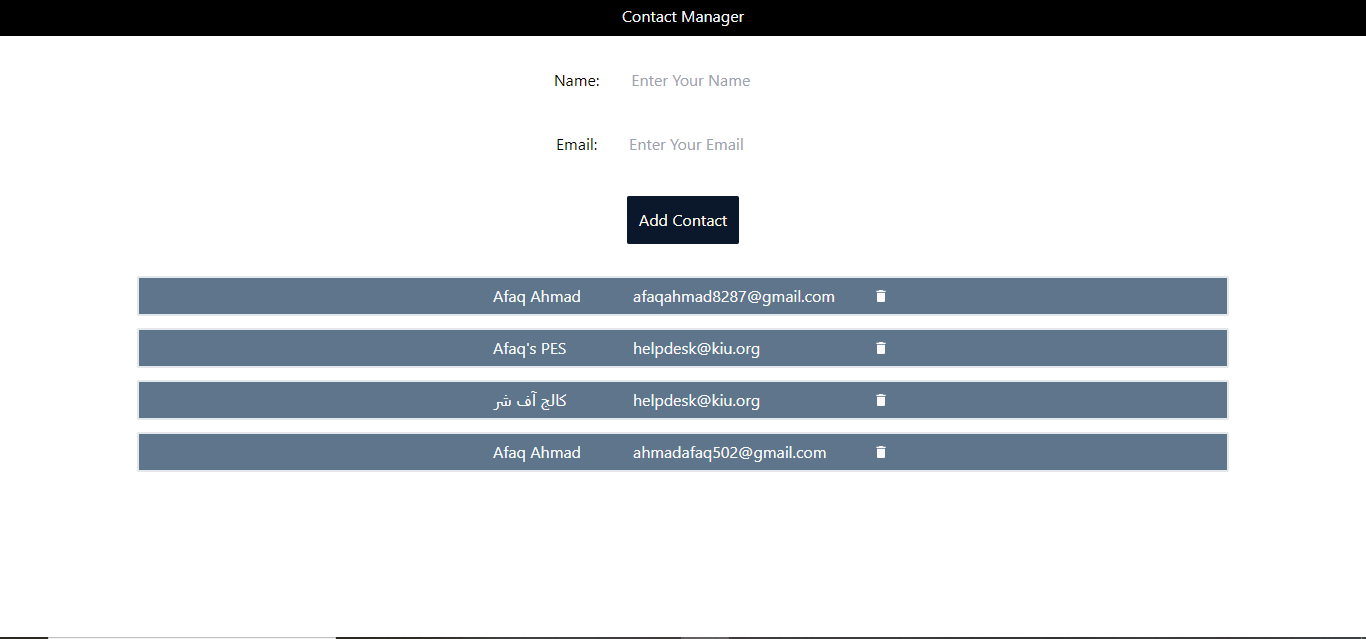 Contact Manager
Name: Enter Your Name
Email: Enter Your Email
Add Contact
Afaq Ahmad afaqahmad8287@gmail.com
Afaq's PES helpdesk@kiu.org
کالج آف شر helpdesk@kiu.org
Afaq Ahmad ahmadafaq502@gmail.com